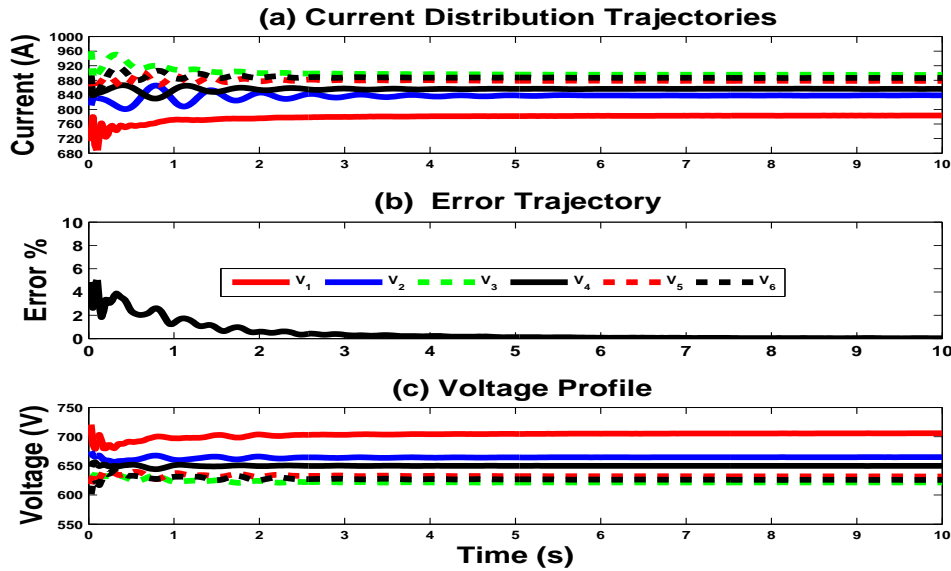 (a) Current Distribution Trajectories
Current (A)
1000
960
920
880
840
800
760
720
680
0 1 2 3 4 5 6 7 8 9 10
(b) Error Trajectory
Error %
10
8
6
4
2
0
V1 V2 V3 V4 V5 V6
0 1 2 3 4 5 6 7 8 9 10
(c) Voltage Profile
Voltage (V)
750
700
650
600
550
0 1 2 3 4 5 6 7 8 9 10
Time (s)